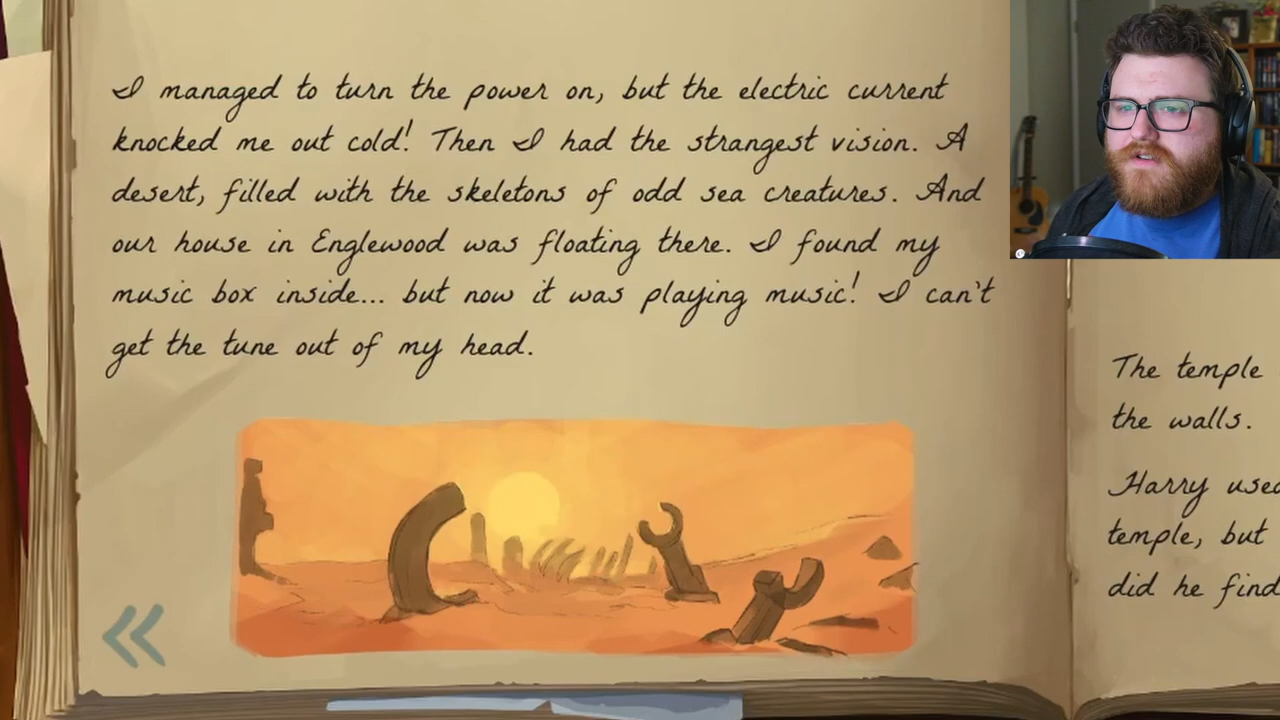 I managed to turn the power on, but the electric current
knocked me out cold! Then I had the strangest vision. A
desert, filled with the skeletons of odd sea creatures. And
our house in Englewood was floating there. I found my
music box inside... but now it was playing music! I can't
get the tune out of my head.
The temple
the walls.
Harry used
temple, but
did he find